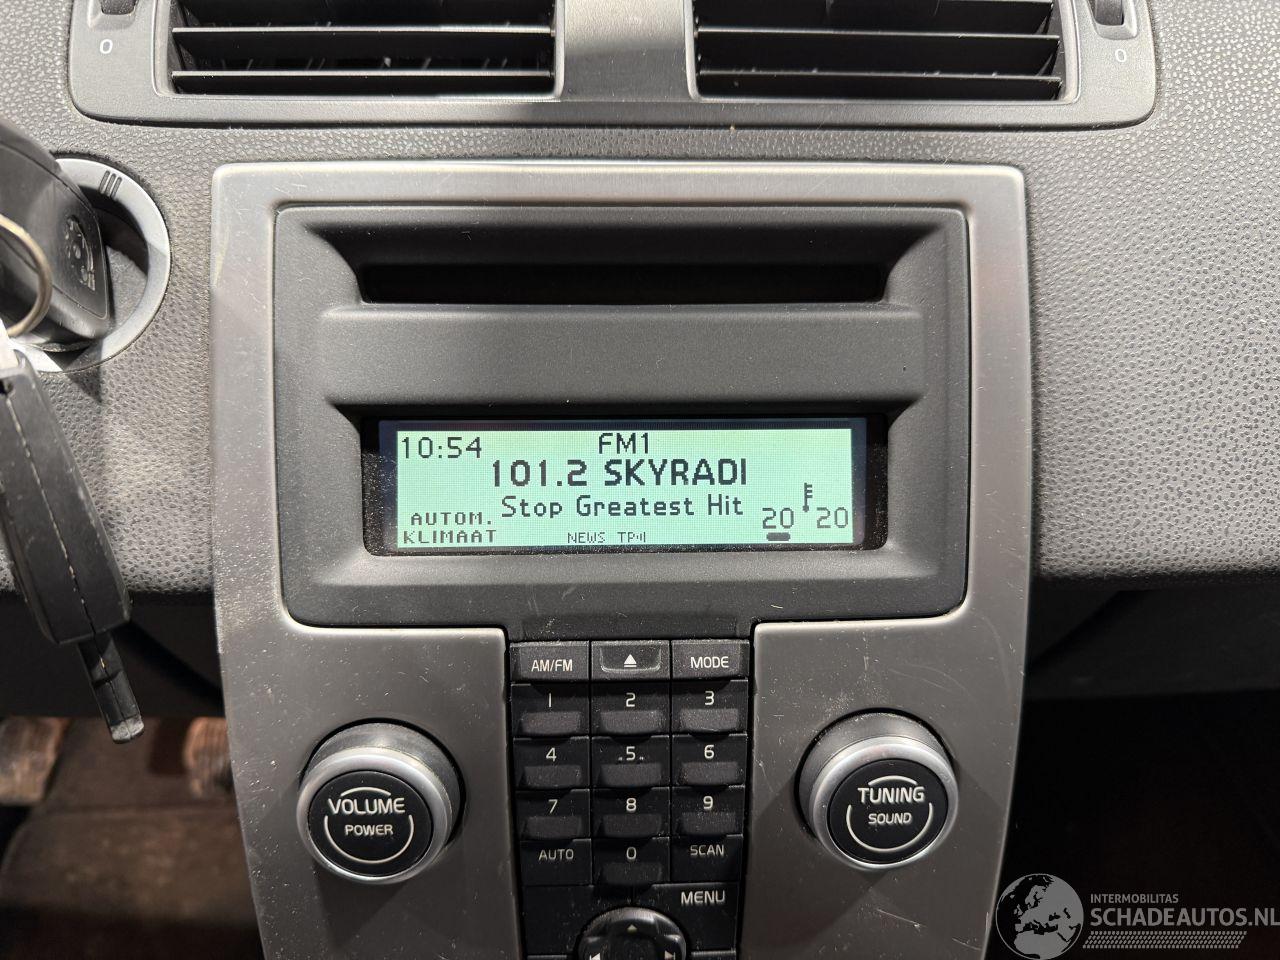 0
0
10:54
FM1
101.2 SKYRADI
Stop Greatest Hit
AUTOM.
KLIMAAT
NEWS TP
20 20
AM/FM
MODE
1 2 3
4 5 6
7 8 9
AUTO 0 SCAN
MENU
VOLUME
POWER
TUNING
SOUND
INTERMOBILITAS
SCHADEAUTOS.NL